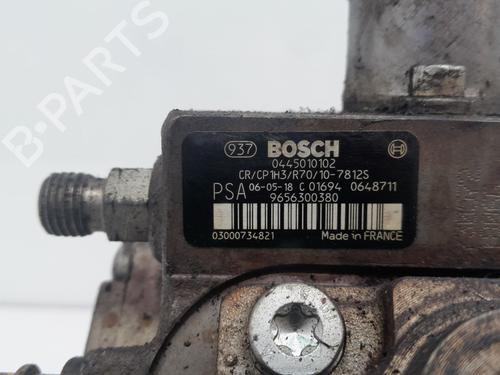 937 BOSCH
0445010102
CR/CP1H3/R70/10-7812S
PSA 06-05-18 C 01694 0648711
9656300380
03000734821 Made in FRANCE
B-PARTS